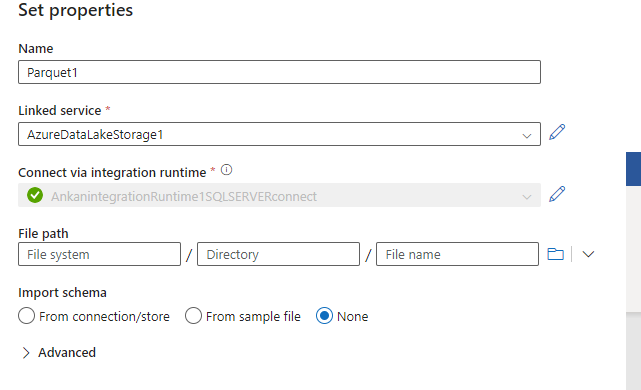 Set properties
Name
Parquet1
Linked service *
AzureDataLakeStorage1
Connect via integration runtime *
AnkanintegrationRuntime1SQLSERVERconnect
File path
File system / Directory / File name
Import schema
From connection/store From sample file None
Advanced